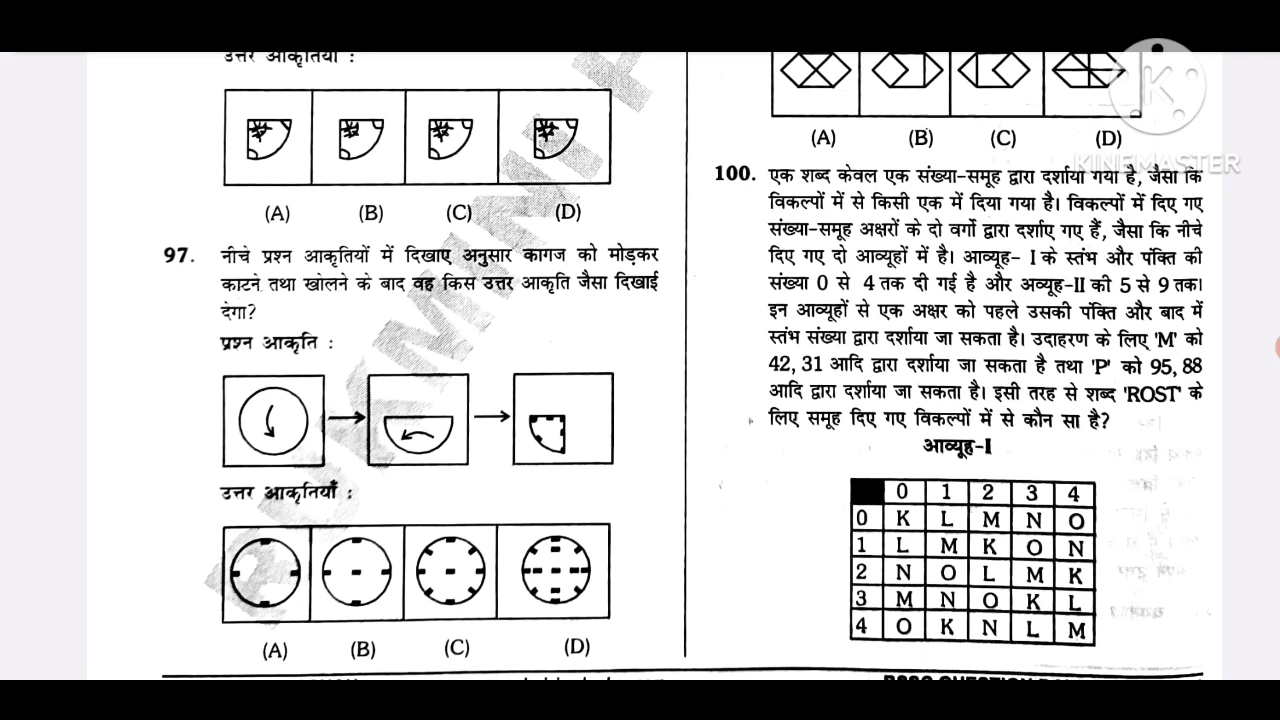 उत्तर आकृतियाँ :
(A) (B) (C) (D)
97. नीचे प्रश्न आकृतियों में दिखाए अनुसार कागज को मोड़कर
काटने तथा खोलने के बाद वह किस उत्तर आकृति जैसा दिखाई
देगा?
प्रश्न आकृति :
उत्तर आकृतियाँ :
(A) (B) (C) (D)
(A) (B) (C) (D)
K
KINEMASTER
100. एक शब्द केवल एक संख्या-समूह द्वारा दर्शाया गया है, जैसा कि
विकल्पों में से किसी एक में दिया गया है। विकल्पों में दिए गए
संख्या-समूह अक्षरों के दो वर्गो द्वारा दर्शाए गए हैं, जैसा कि नीचे
दिए गए दो आव्यूहों में है। आव्यूह- I के स्तंभ और पंक्ति की
संख्या 0 से 4 तक दी गई है और अव्यूह-II की 5 से 9 तक।
इन आव्यूहों से एक अक्षर को पहले उसकी पंक्ति और बाद में
स्तंभ संख्या द्वारा दर्शाया जा सकता है। उदाहरण के लिए 'M' को
42, 31 आदि द्वारा दर्शाया जा सकता है तथा 'P' को 95, 88
आदि द्वारा दर्शाया जा सकता है। इसी तरह से शब्द 'ROST' के
लिए समूह दिए गए विकल्पों में से कौन सा है?
आव्यूह-I
0 1 2 3 4
0 K L M N O
1 L M K O N
2 N O L M K
3 M N O K L
4 O K N L M